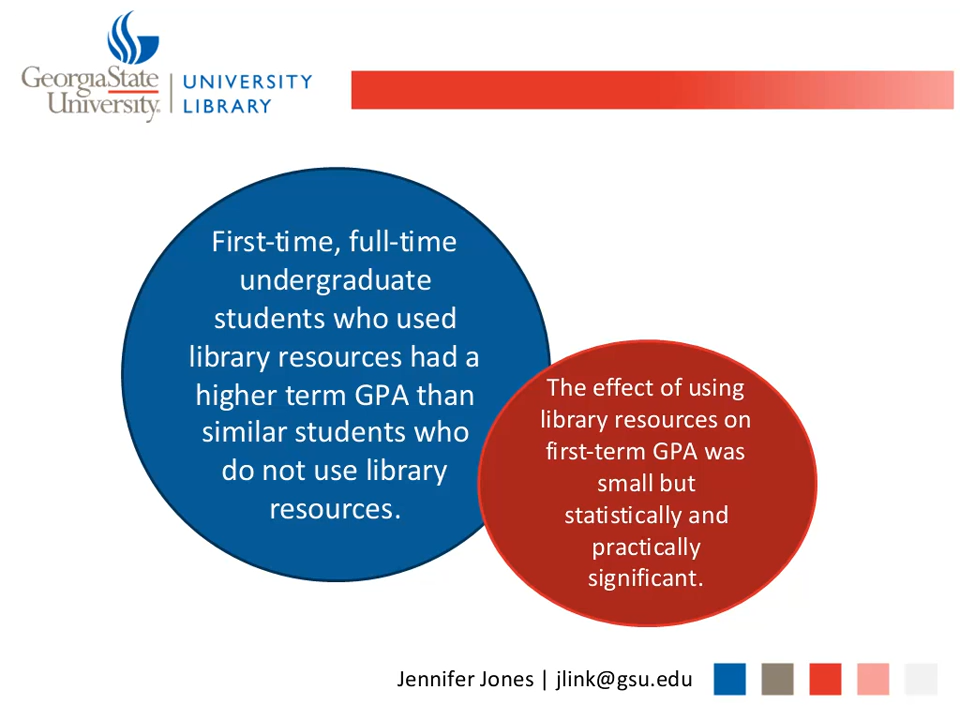 GeorgiaState
University
UNIVERSITY
LIBRARY
First-time, full-time
undergraduate
students who used
library resources had a
higher term GPA than
similar students who
do not use library
resources.
The effect of using
library resources on
first-term GPA was
small but
statistically and
practically
significant.
Jennifer Jones | jlink@gsu.edu